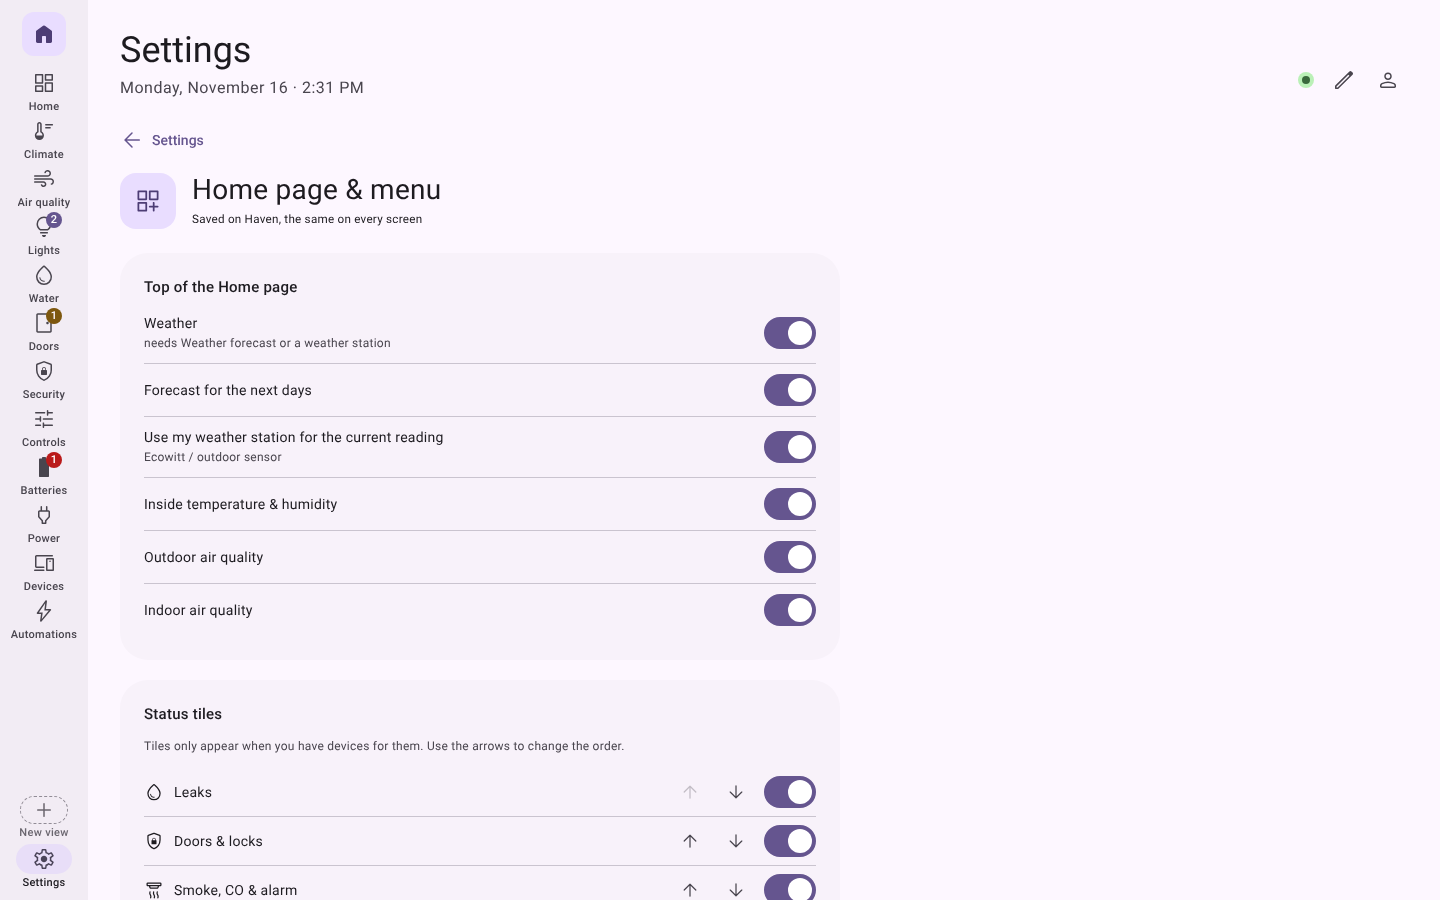 Settings
Monday, November 16 · 2:31 PM
Home
Climate
Air quality
2
Lights
Water
1
Doors
Security
Controls
1
Batteries
Power
Devices
Automations
New view
Settings
Settings
Home page & menu
Saved on Haven, the same on every screen
Top of the Home page
Weather
needs Weather forecast or a weather station
Forecast for the next days
Use my weather station for the current reading
Ecowitt / outdoor sensor
Inside temperature & humidity
Outdoor air quality
Indoor air quality
Status tiles
Tiles only appear when you have devices for them. Use the arrows to change the order.
Leaks
Doors & locks
Smoke, CO & alarm